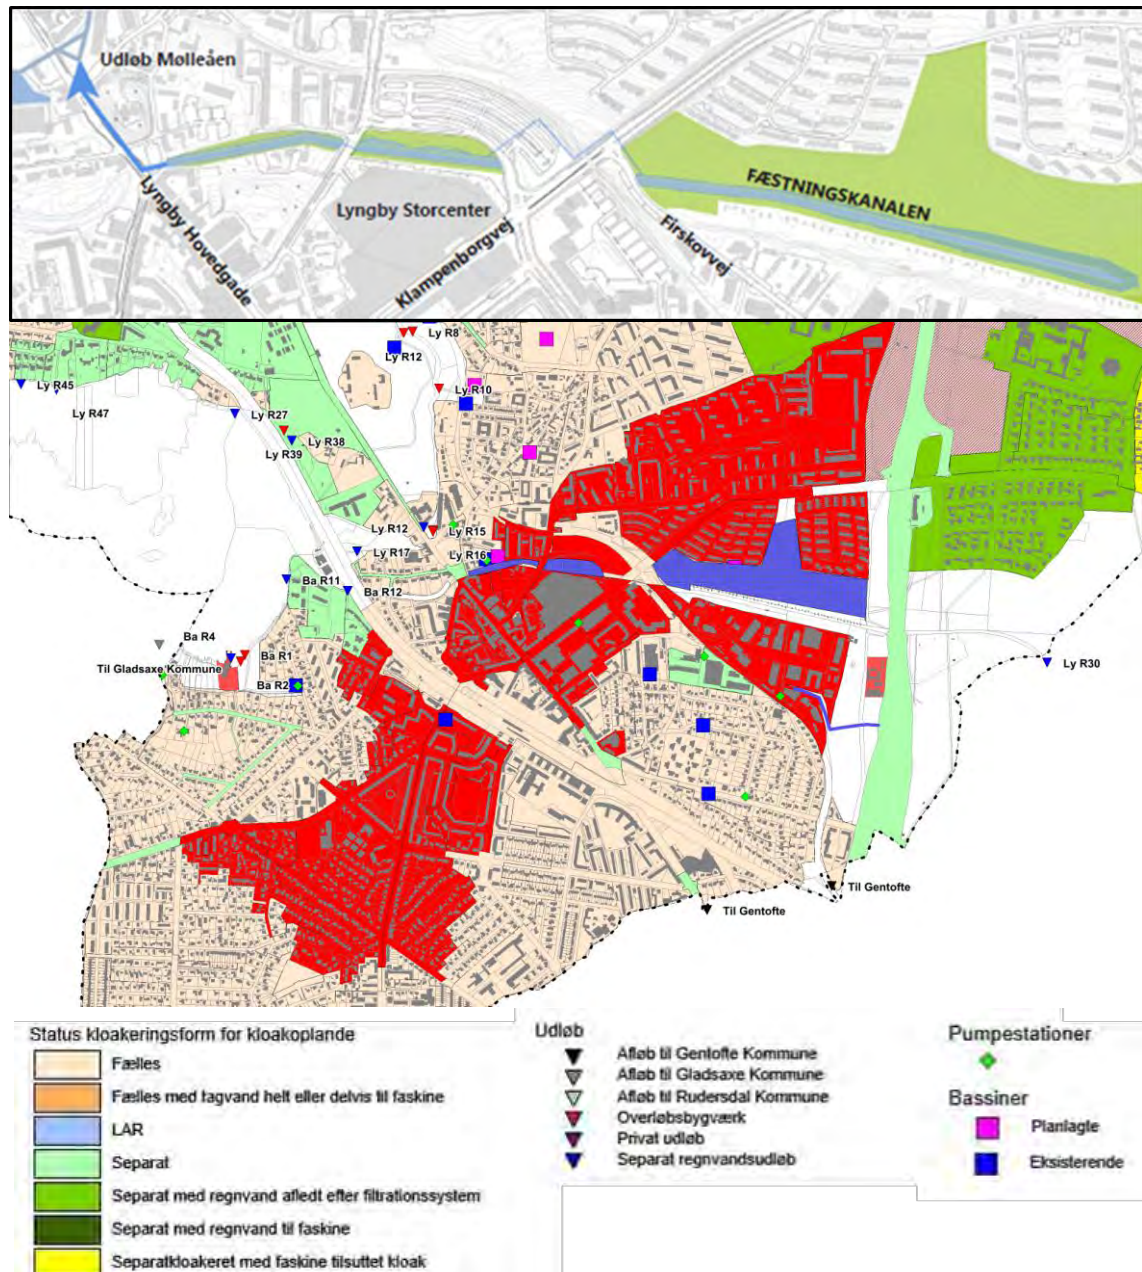 Udløb Mølleåen
FÆSTNINGSKANALEN
Lyngby Hovedgade
Lyngby Storcenter
Klampenborgvej
Firskovvej
Ly R8
Ly R12
Ly R10
Ly R45
Ly R47
Ly R27
Ly R38
Ly R39
Ly R12
Ly R15
Ly R17
Ly R16
Ba R11
Ba R12
Ba R4
Ba R1
Til Gladsaxe Kommune
Ba R2
Ly R30
Til Gentofte
Til Gentofte
Status kloakeringsform for kloakoplande
Fælles
Fælles med tagvand helt eller delvis til faskine
LAR
Separat
Separat med regnvand afledt efter filtrationssystem
Separat med regnvand til faskine
Separatkloakeret med faskine tilsuttet kloak
Udløb
Afløb til Gentofte Kommune
Afløb til Gladsaxe Kommune
Afløb til Rudersdal Kommune
Overløbsbygværk
Privat udløb
Separat regnvandsudløb
Pumpestationer
Bassiner
Planlagte
Eksisterende